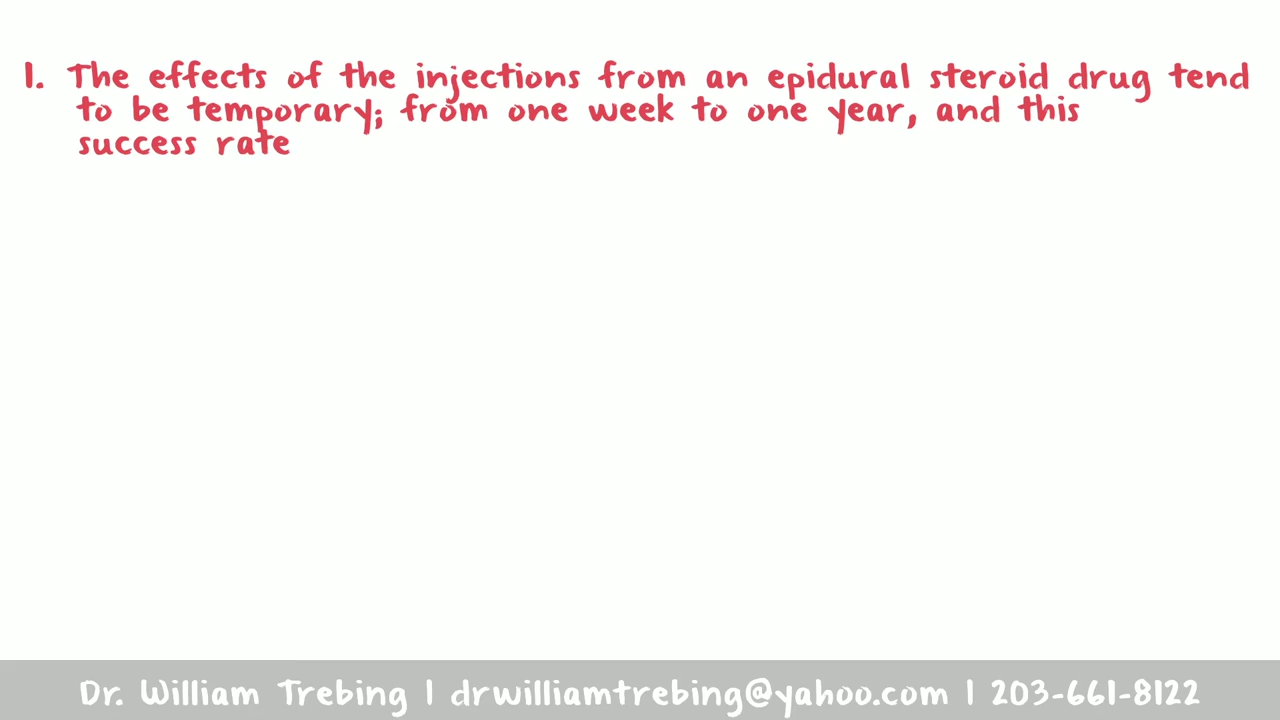 1. The effects of the injections from an epidural steroid drug tend
to be temporary; from one week to one year, and this
success rate
Dr. William Trebing | drwilliamtrebing@yahoo.com | 203-661-8122